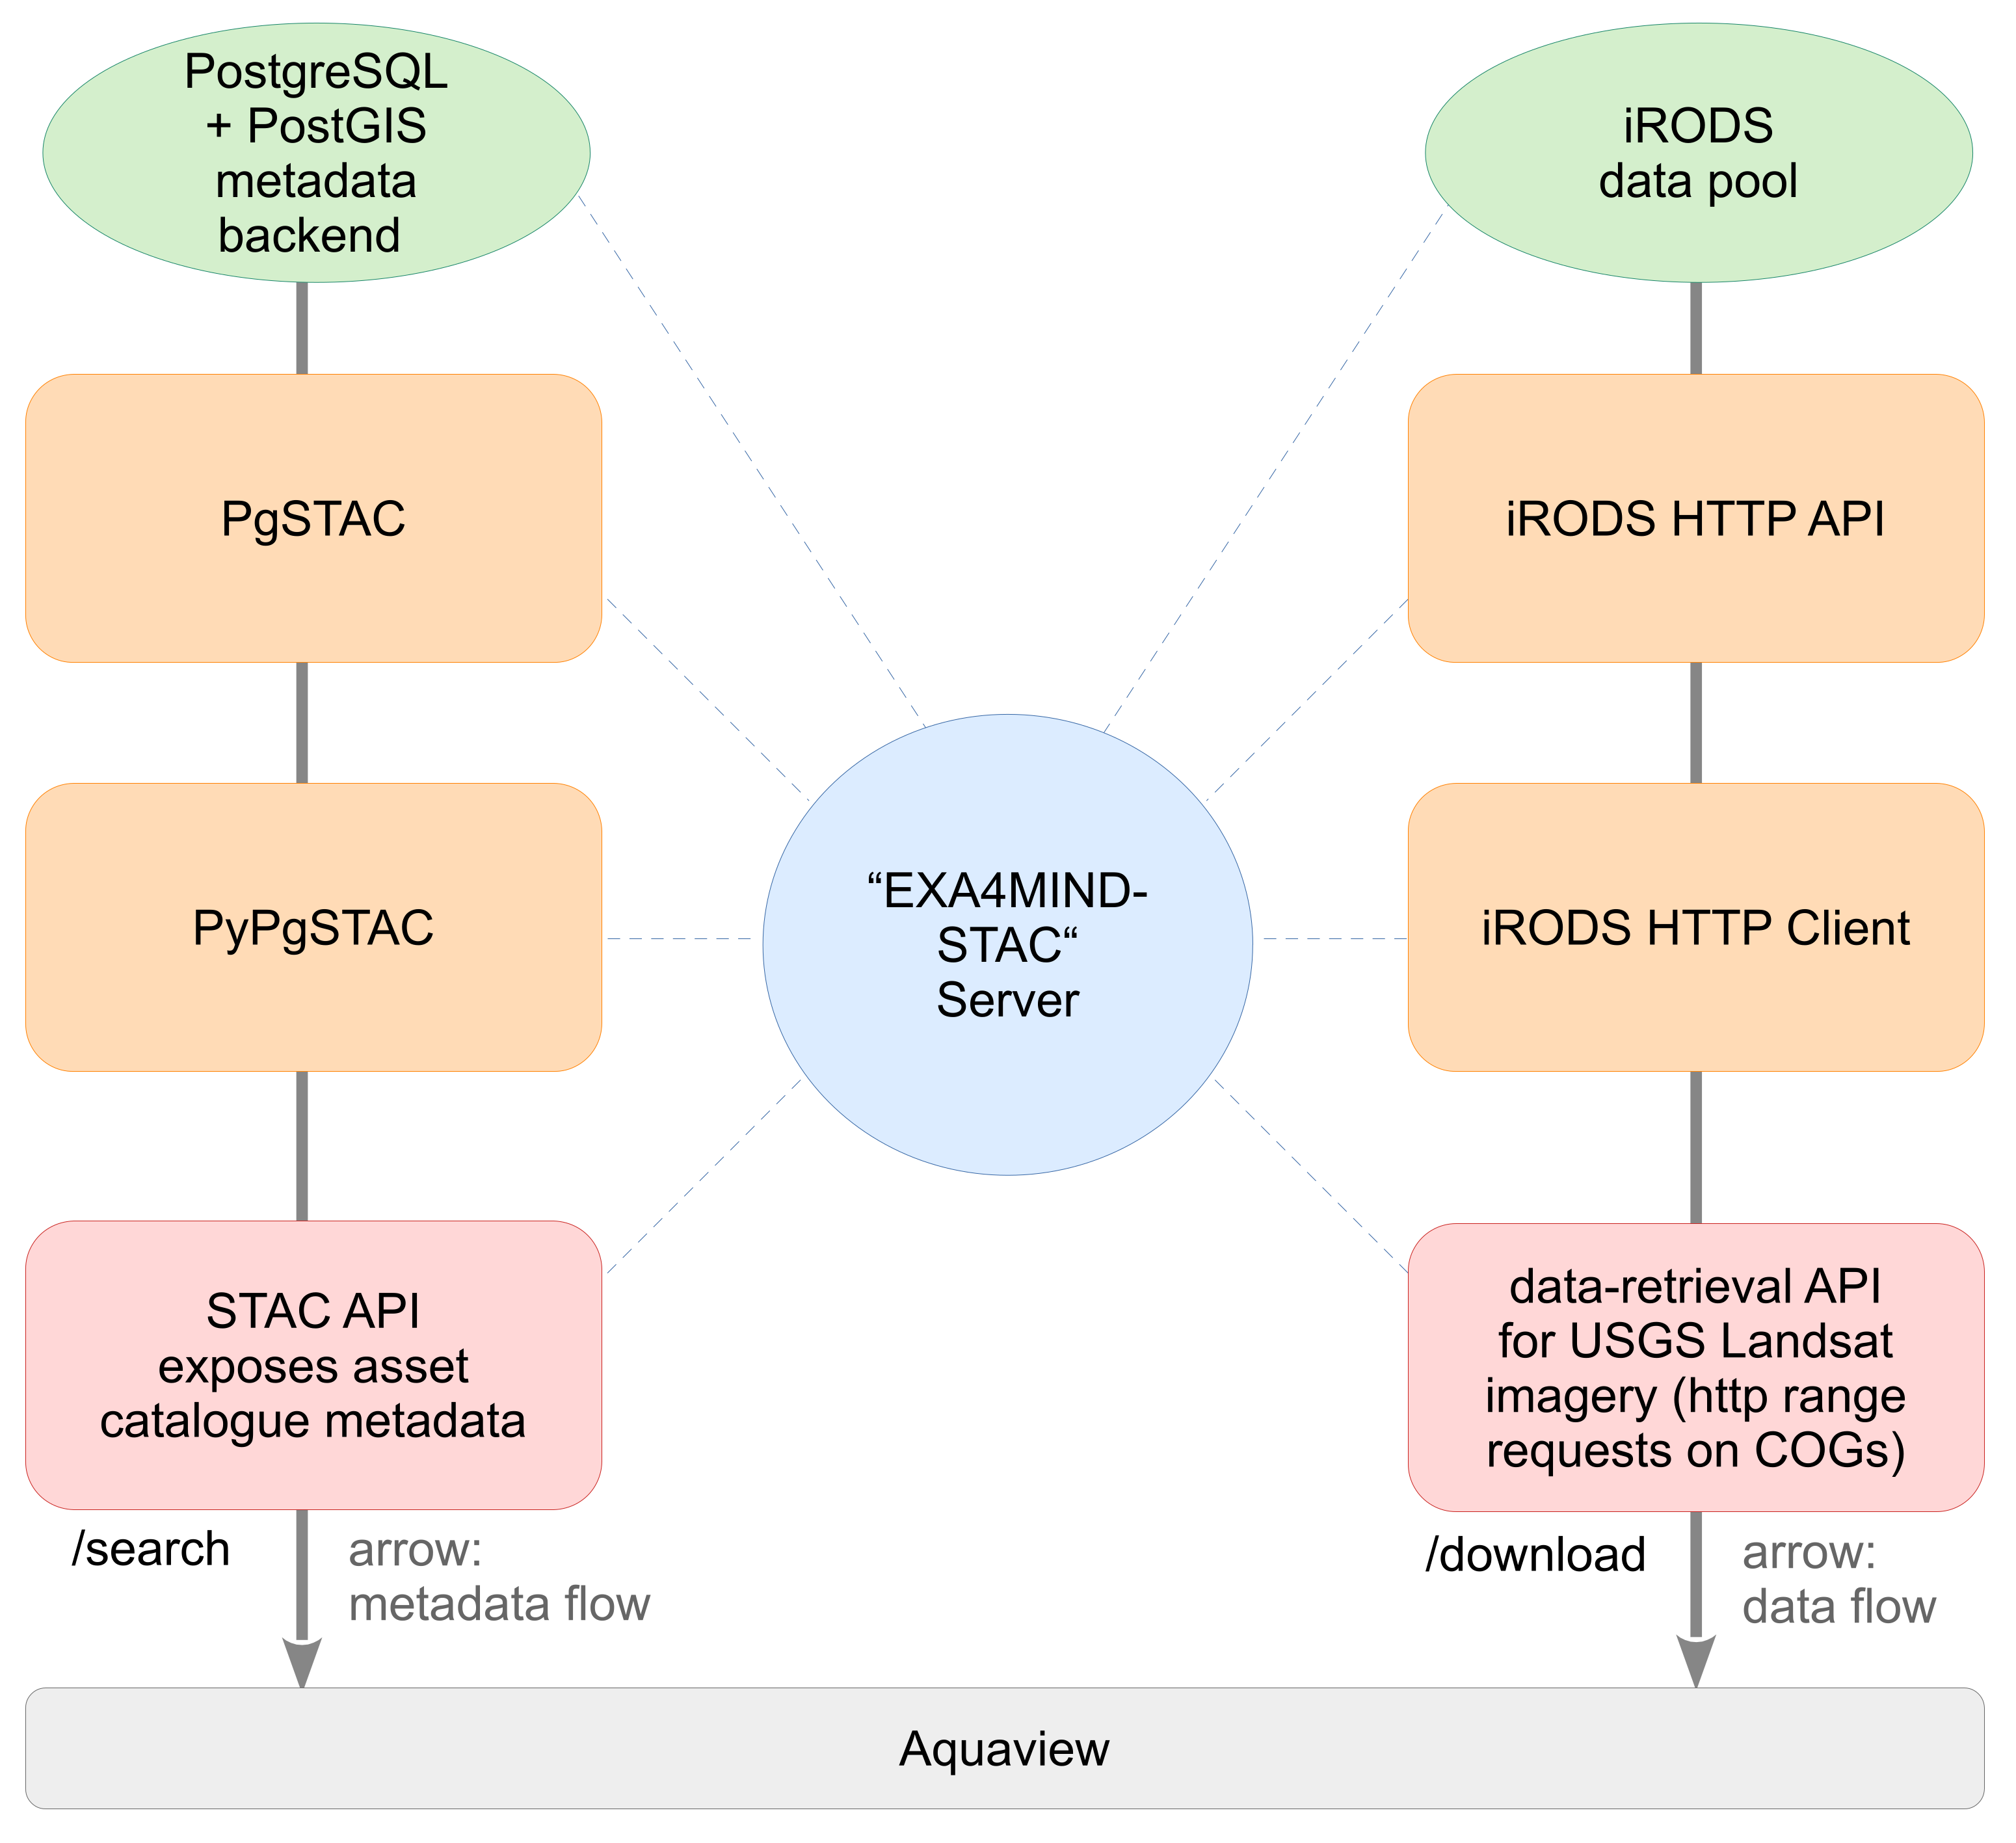 PostgreSQL
+ PostGIS
metadata
backend
iRODS
data pool
PgSTAC
iRODS HTTP API
PyPgSTAC
“EXA4MIND-
STAC“
Server
iRODS HTTP Client
STAC API
exposes asset
catalogue metadata
data-retrieval API
for USGS Landsat
imagery (http range
requests on COGs)
/search
arrow:
metadata flow
/download
arrow:
data flow
Aquaview